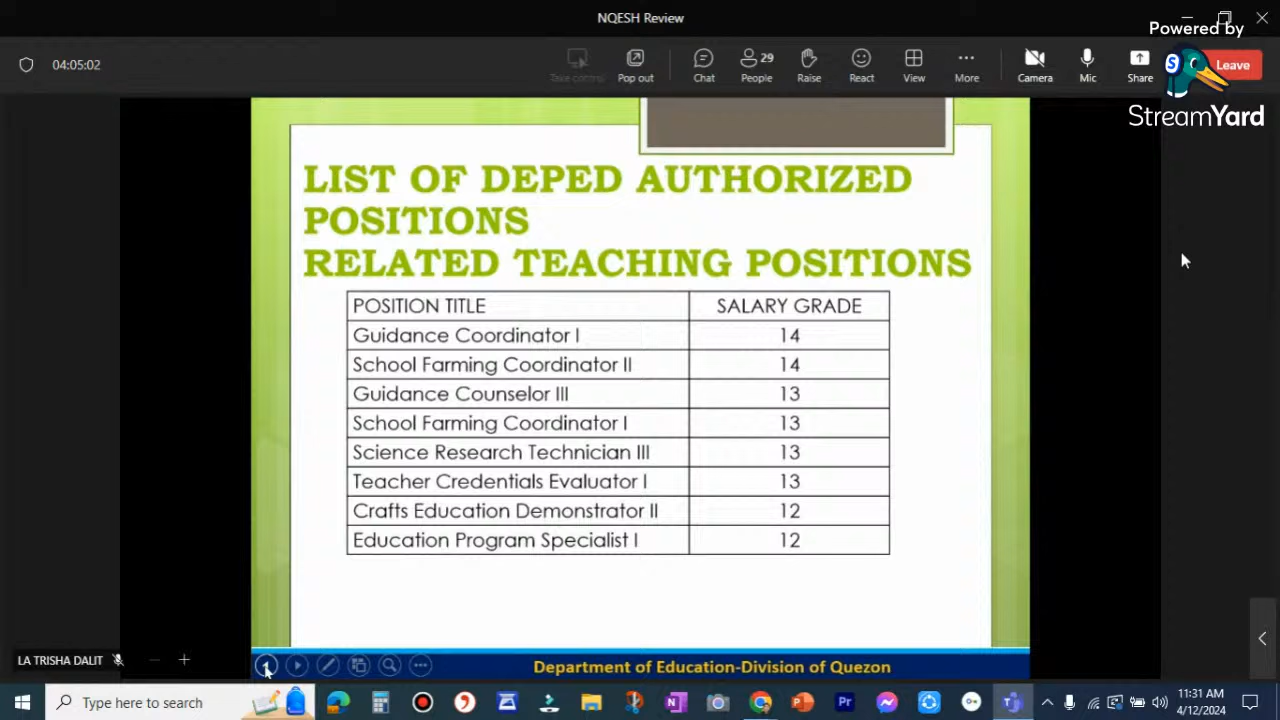 NQESH Review
Powered by
StreamYard
04:05:02
Take control
Pop out
Chat
29
People
Raise
React
View
More
Camera
Mic
Share
Leave
LIST OF DEPED AUTHORIZED
POSITIONS
RELATED TEACHING POSITIONS
POSITION TITLE SALARY GRADE
Guidance Coordinator I 14
School Farming Coordinator II 14
Guidance Counselor III 13
School Farming Coordinator I 13
Science Research Technician III 13
Teacher Credentials Evaluator I 13
Crafts Education Demonstrator II 12
Education Program Specialist I 12
LA TRISHA DALIT
Department of Education-Division of Quezon
Type here to search
11:31 AM
4/12/2024